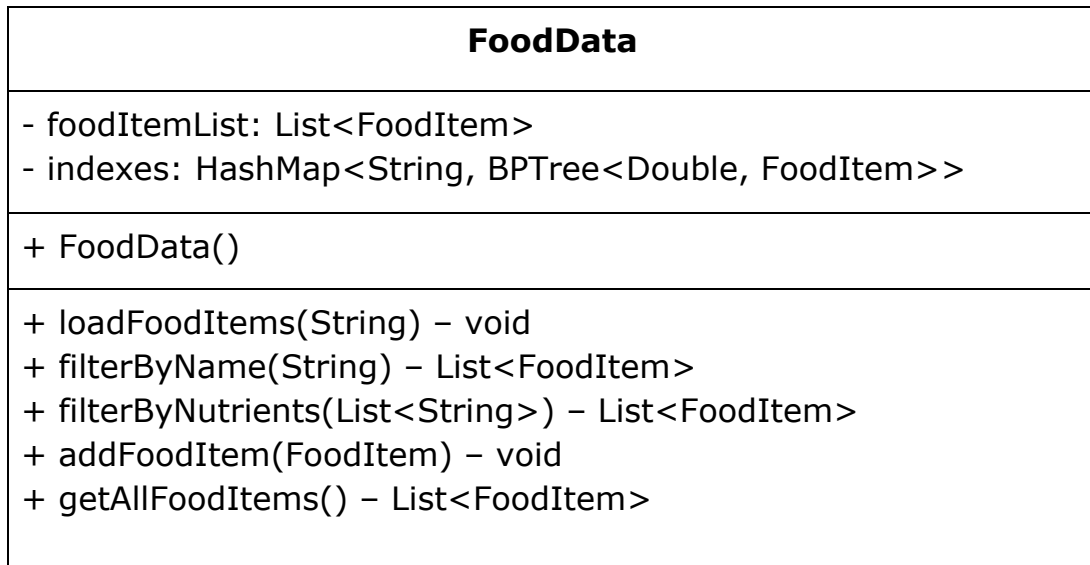 FoodData
- foodItemList: List<FoodItem>
- indexes: HashMap<String, BPTree<Double, FoodItem>>
+ FoodData()
+ loadFoodItems(String) – void
+ filterByName(String) – List<FoodItem>
+ filterByNutrients(List<String>) – List<FoodItem>
+ addFoodItem(FoodItem) – void
+ getAllFoodItems() – List<FoodItem>